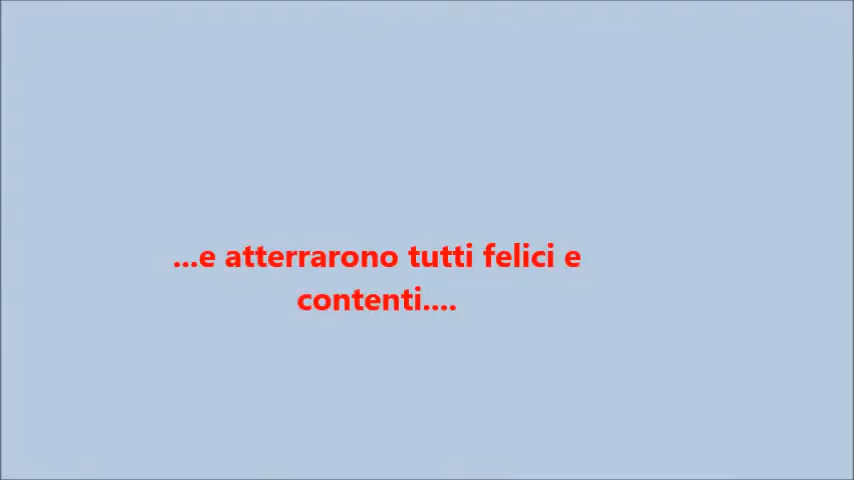 ...e atterrarono tutti felici e
contenti....